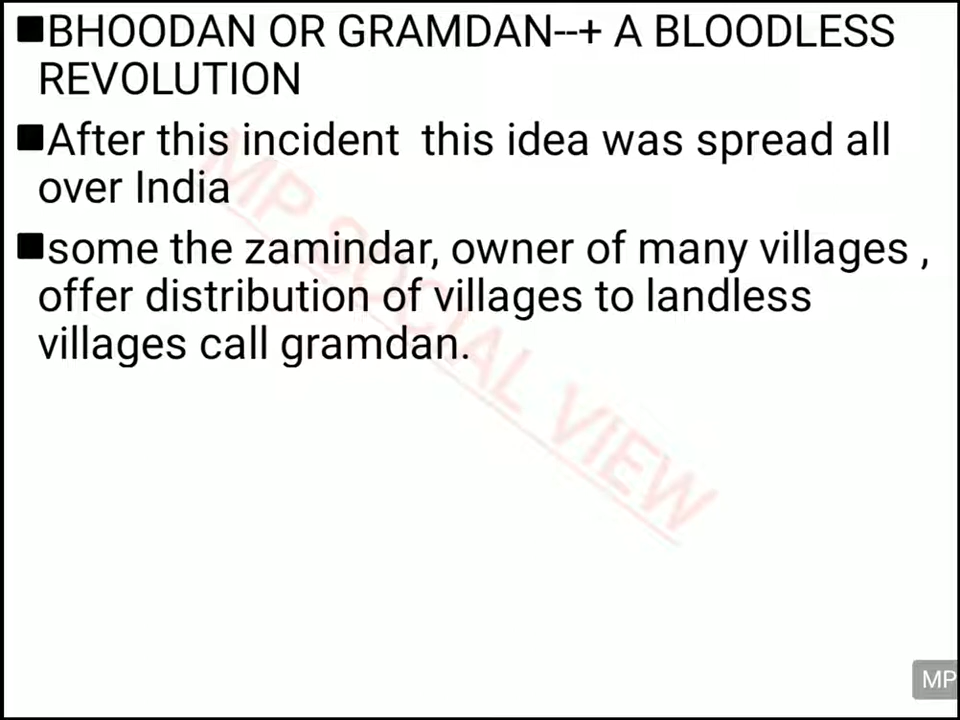 ■BHOODAN OR GRAMDAN--+ A BLOODLESS
REVOLUTION
■After this incident this idea was spread all
over India
■some the zamindar, owner of many villages ,
offer distribution of villages to landless
villages call gramdan.
MP SOCIAL VIEW
MP